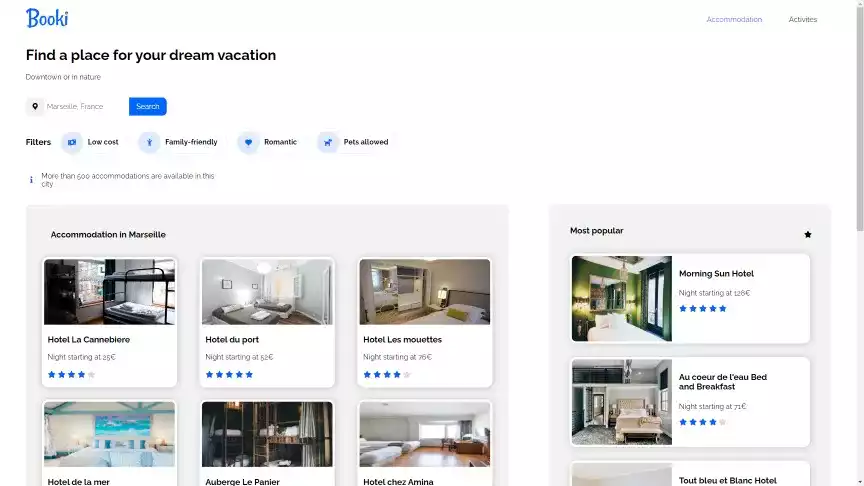 Booki
Accommodation
Activites
Find a place for your dream vacation
Downtown or in nature
Marseille, France
Search
Filters
Low cost
Family-friendly
Romantic
Pets allowed
More than 500 accommodations are available in this
city
Accommodation in Marseille
Hotel La Cannebiere
Night starting at 25€
Hotel du port
Night starting at 52€
Hotel Les mouettes
Night starting at 76€
Hotel de la mer
Auberge Le Panier
Hotel chez Amina
Most popular
Morning Sun Hotel
Night starting at 128€
Au coeur de l'eau Bed
and Breakfast
Night starting at 71€
Tout bleu et Blanc Hotel